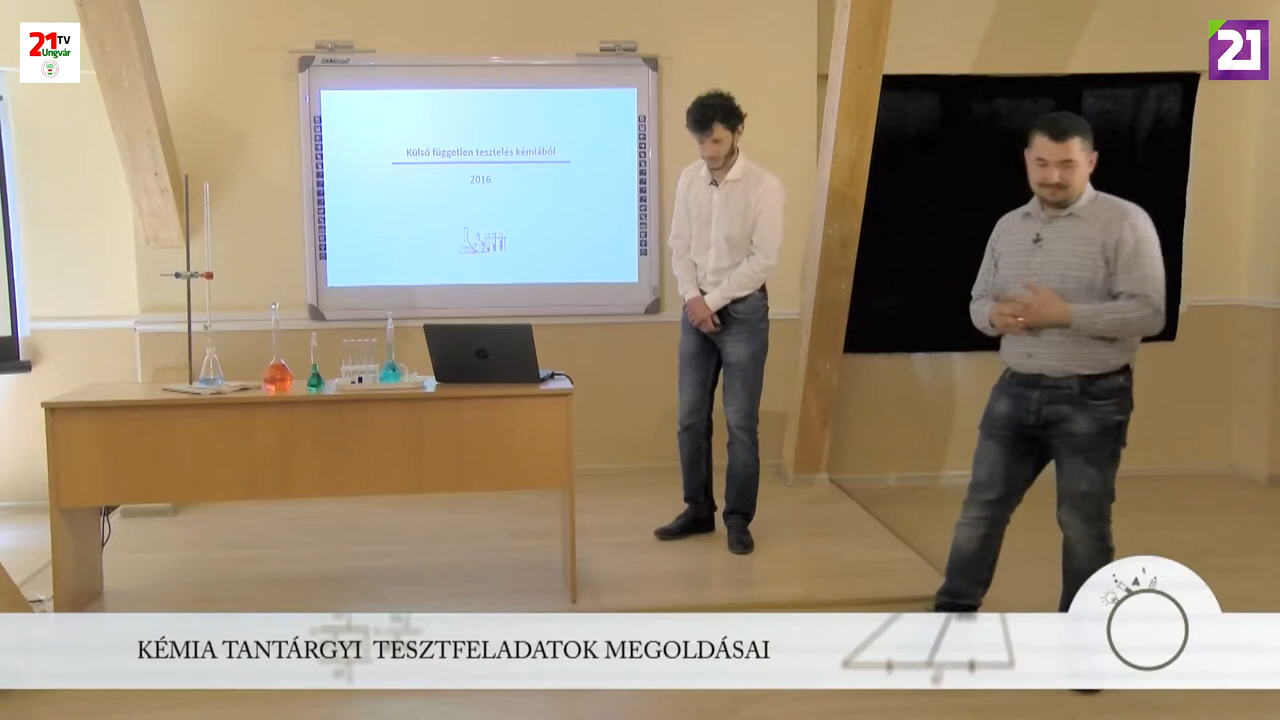 21
TV
Ungvár
21
Külső független tesztelés kémiából
2016
KÉMIA TANTÁRGYI TESZTFELADATOK MEGOLDÁSAI